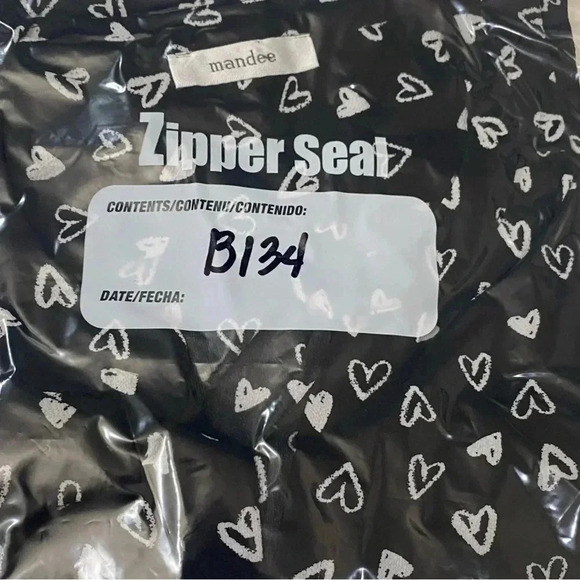 mandee
Zipper Seal
CONTENTS/CONTENU/CONTENIDO:
B134
DATE/FECHA: